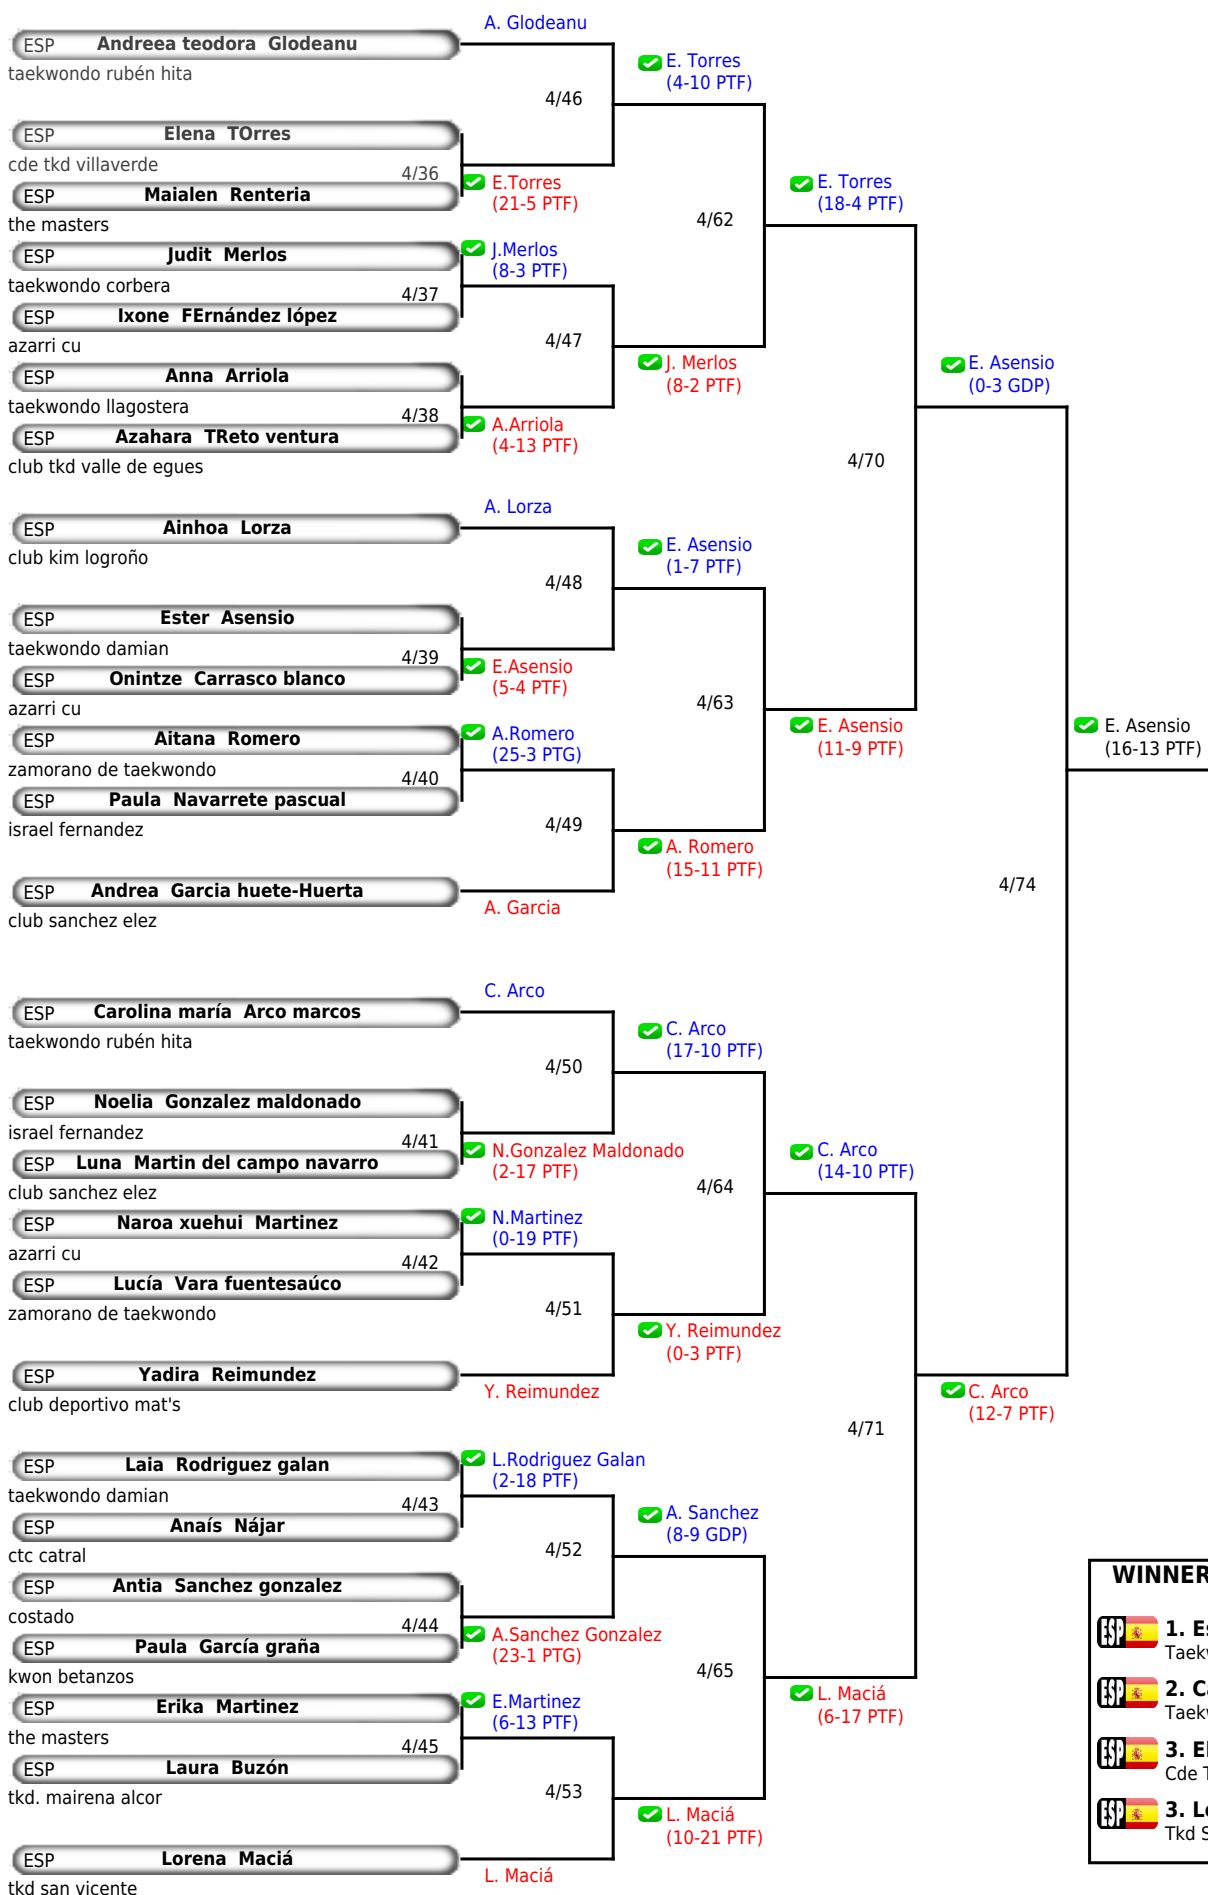 A. Glodeanu
ESP Andreea teodora Glodeanu
taekwondo rubén hita
E. Torres
(4-10 PTF)
4/46
ESP Elena TOrres
cde tkd villaverde
4/36
E.Torres
(21-5 PTF)
ESP Maialen Renteria
the masters
E. Torres
(18-4 PTF)
4/62
ESP Judit Merlos
taekwondo corbera
J.Merlos
(8-3 PTF)
4/37
ESP Ixone FErnández lópez
azarri cu
4/47
J. Merlos
(8-2 PTF)
ESP Anna Arriola
taekwondo llagostera
4/38
A.Arriola
(4-13 PTF)
ESP Azahara TReto ventura
club tkd valle de egues
E. Asensio
(0-3 GDP)
4/70
A. Lorza
ESP Ainhoa Lorza
club kim logroño
E. Asensio
(1-7 PTF)
4/48
ESP Ester Asensio
taekwondo damian
4/39
E.Asensio
(5-4 PTF)
ESP Onintze Carrasco blanco
azarri cu
4/63
E. Asensio
(11-9 PTF)
E. Asensio
(16-13 PTF)
ESP Aitana Romero
zamorano de taekwondo
A.Romero
(25-3 PTG)
4/40
ESP Paula Navarrete pascual
israel fernandez
4/49
A. Romero
(15-11 PTF)
ESP Andrea Garcia huete-Huerta
club sanchez elez
A. Garcia
4/74
C. Arco
ESP Carolina maría Arco marcos
taekwondo rubén hita
C. Arco
(17-10 PTF)
4/50
ESP Noelia Gonzalez maldonado
israel fernandez
4/41
N.Gonzalez Maldonado
(2-17 PTF)
ESP Luna Martin del campo navarro
club sanchez elez
C. Arco
(14-10 PTF)
4/64
ESP Naroa xuehui Martinez
azarri cu
N.Martinez
(0-19 PTF)
4/42
ESP Lucía Vara fuentesaúco
zamorano de taekwondo
4/51
Y. Reimundez
(0-3 PTF)
ESP Yadira Reimundez
club deportivo mat's
Y. Reimundez
C. Arco
(12-7 PTF)
4/71
ESP Laia Rodriguez galan
taekwondo damian
L.Rodriguez Galan
(2-18 PTF)
4/43
ESP Anaís Nájar
ctc catral
A. Sanchez
(8-9 GDP)
4/52
ESP Antia Sanchez gonzalez
costado
4/44
A.Sanchez Gonzalez
(23-1 PTG)
ESP Paula García graña
kwon betanzos
4/65
L. Maciá
(6-17 PTF)
ESP Erika Martinez
the masters
E.Martinez
(6-13 PTF)
4/45
ESP Laura Buzón
tkd. mairena alcor
4/53
L. Maciá
(10-21 PTF)
ESP Lorena Maciá
tkd san vicente
L. Maciá
WINNER
ESP 1. Es
Taekw
ESP 2. Ca
Taekw
ESP 3. El
Cde T
ESP 3. Lo
Tkd S